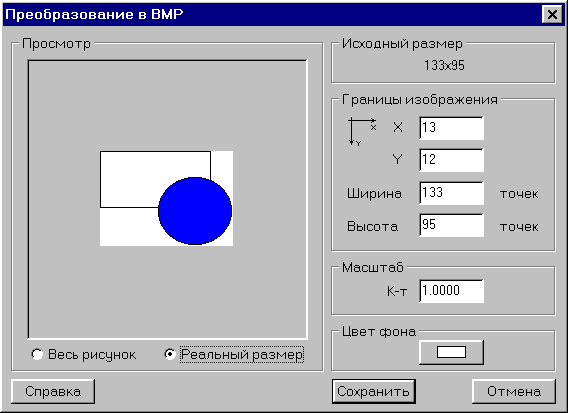 Преобразование в BMP
Просмотр
Весь рисунок
Реальный размер
Исходный размер
133x95
Границы изображения
X
Y
X 13
Y 12
Ширина 133 точек
Высота 95 точек
Масштаб
К-т 1.0000
Цвет фона
Справка
Сохранить
Отмена